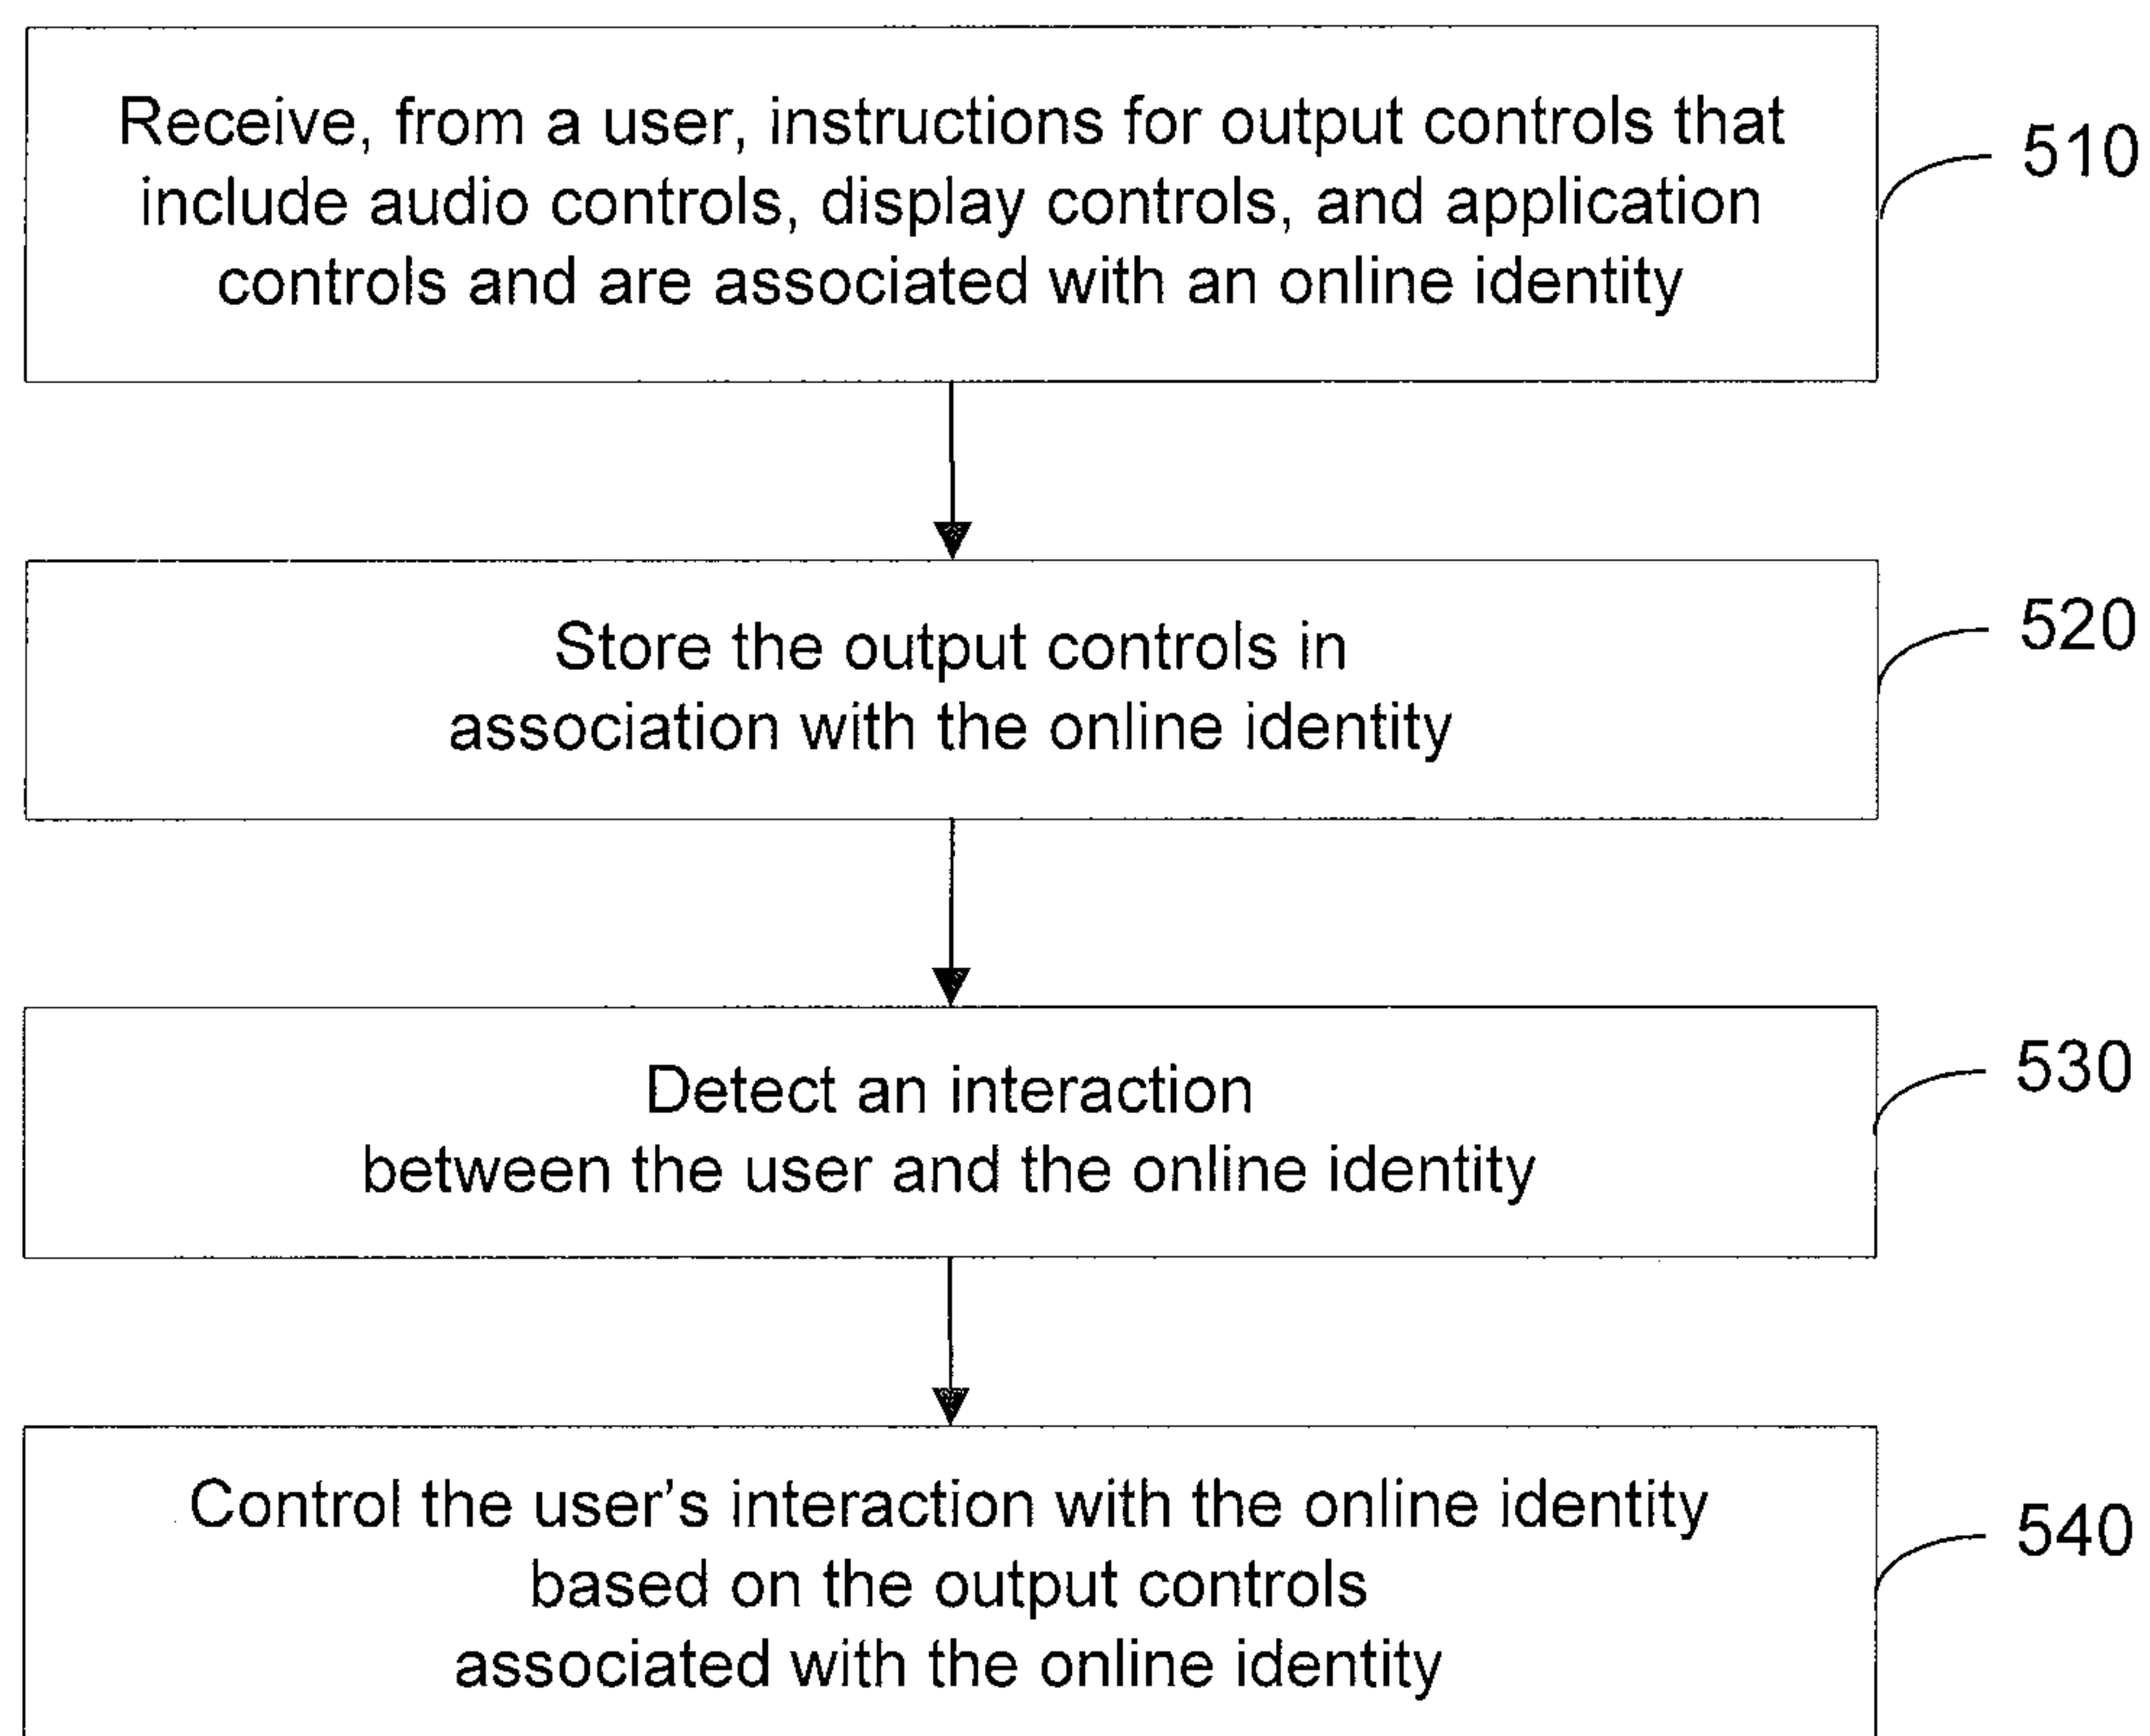 Receive, from a user, instructions for output controls that
include audio controls, display controls, and application
controls and are associated with an online identity
510
Store the output controls in
association with the online identity
520
Detect an interaction
between the user and the online identity
530
Control the user's interaction with the online identity
based on the output controls
associated with the online identity
540